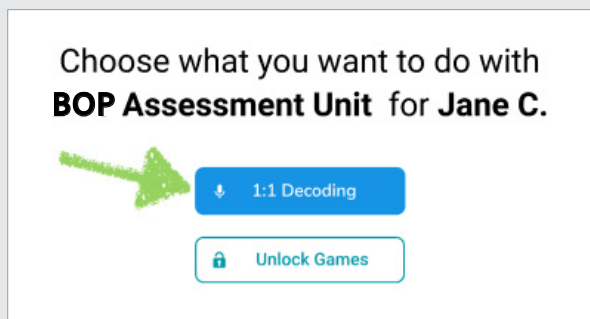 Choose what you want to do with
BOP Assessment Unit for Jane C.
1:1 Decoding
Unlock Games